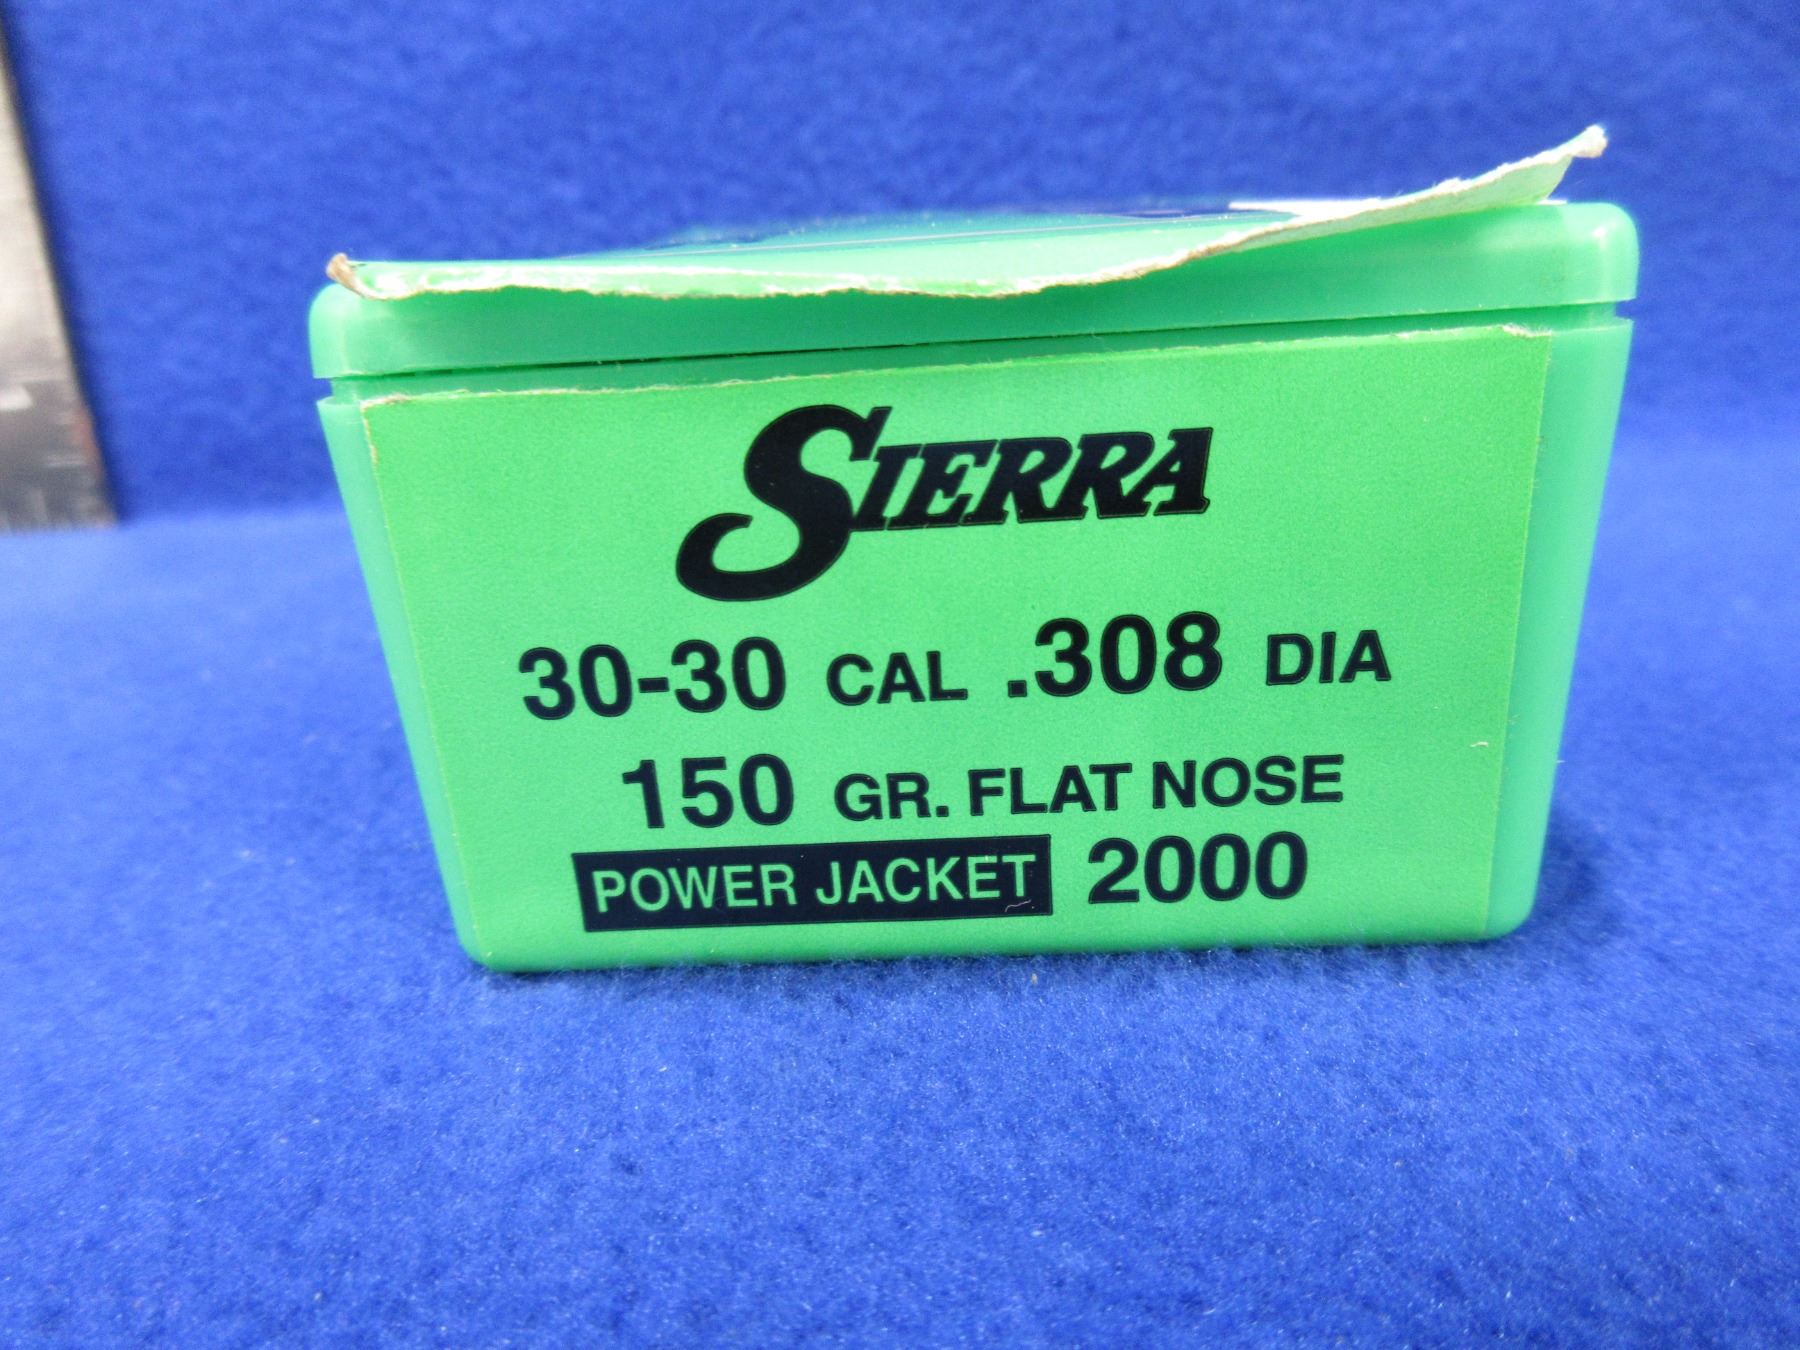 SIERRA
30-30 CAL .308 DIA
150 GR. FLAT NOSE
POWER JACKET 2000